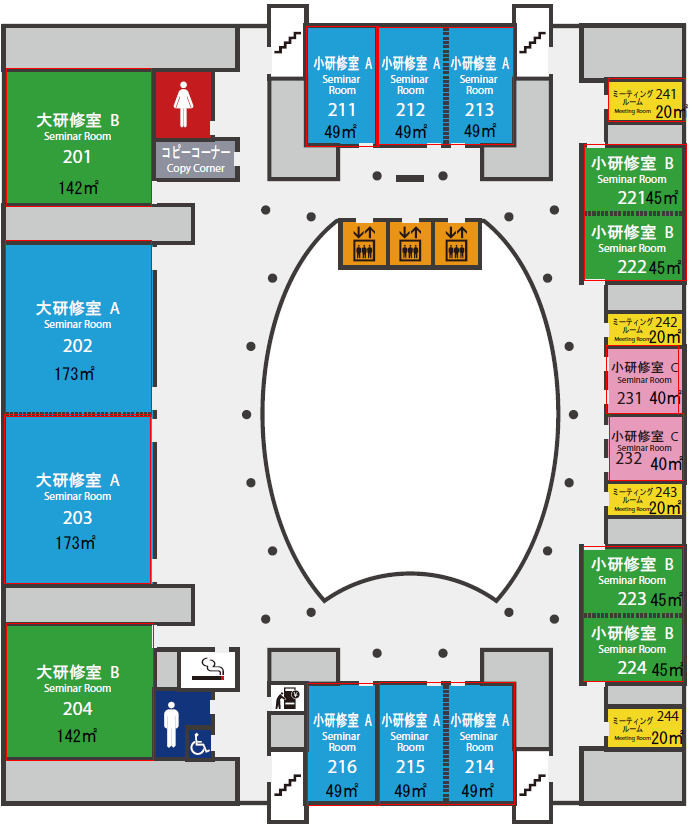 大研修室 B
Seminar Room
201
142㎡
コピーコーナー
Copy Corner
大研修室 A
Seminar Room
202
173㎡
大研修室 A
Seminar Room
203
173㎡
大研修室 B
Seminar Room
204
142㎡
小研修室 A
Seminar
Room
211
49㎡
小研修室 A
Seminar
Room
212
49㎡
小研修室 A
Seminar
Room
213
49㎡
ミーティング 241
ルーム
Meeting Room 20㎡
小研修室 B
Seminar Room
221 45㎡
小研修室 B
Seminar Room
222 45㎡
ミーティング 242
ルーム
Meeting Room 20㎡
小研修室 C
Seminar Room
231 40㎡
小研修室 C
Seminar Room
232 40㎡
ミーティング 243
ルーム
Meeting Room 20㎡
小研修室 B
Seminar Room
223 45㎡
小研修室 B
Seminar Room
224 45㎡
ミーティング 244
ルーム
Meeting Room 20㎡
小研修室 A
Seminar
Room
216
49㎡
小研修室 A
Seminar
Room
215
49㎡
小研修室 A
Seminar
Room
214
49㎡